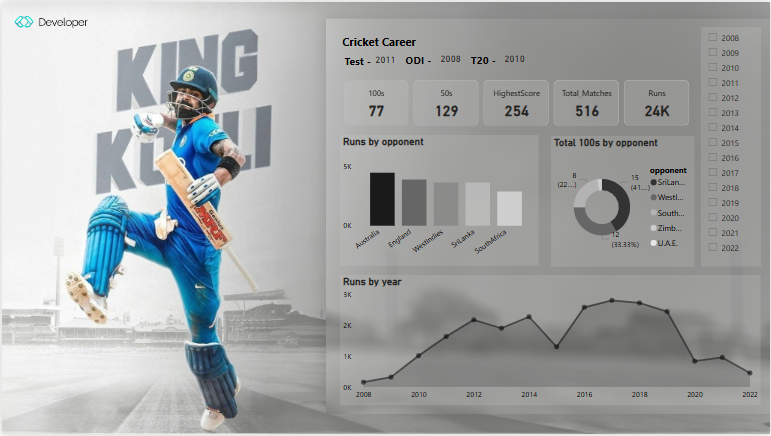 Developer
KING
KOHLI
Cricket Career
Test - 2011 ODI - 2008 T20 - 2010
100s
77
50s
129
HighestScore
254
Total_Matches
516
Runs
24K
Runs by opponent
5K
0K
Australia
England
WestIndies
SriLanka
SouthAfrica
Total 100s by opponent
8
(22...)
15
(41...)
12
(33.33%)
opponent
SriLan...
WestI...
South...
Zimb...
U.A.E.
2008
2009
2010
2011
2012
2013
2014
2015
2016
2017
2018
2019
2020
2021
2022
Runs by year
3K
2K
1K
0K
2008 2010 2012 2014 2016 2018 2020 2022